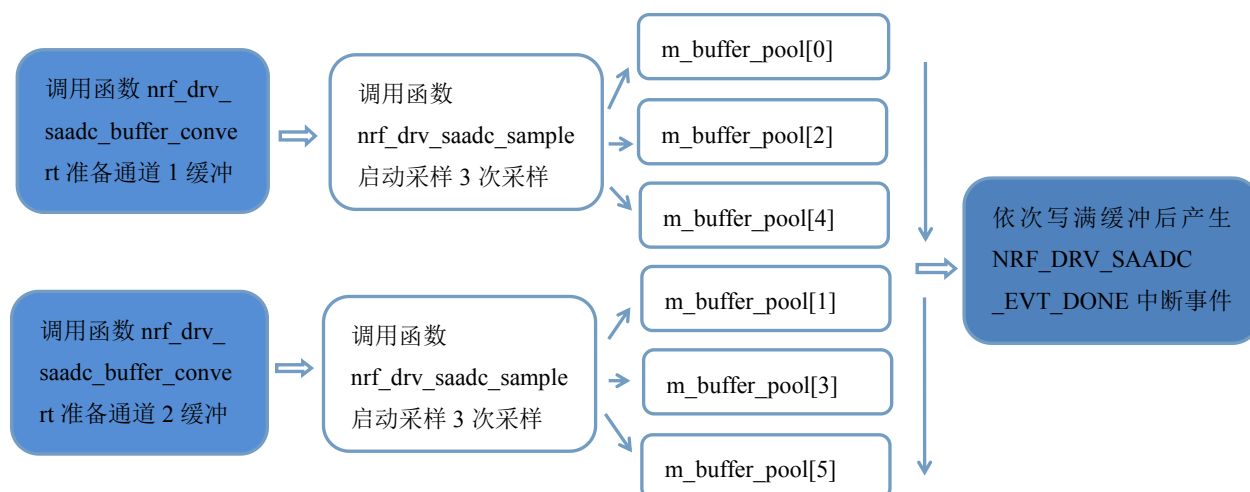 调用函数 nrf_drv_
saadc_buffer_conve
rt 准备通道 1 缓冲
调用函数
nrf_drv_saadc_sample
启动采样 3 次采样
m_buffer_pool[0]
m_buffer_pool[2]
m_buffer_pool[4]
调用函数 nrf_drv_
saadc_buffer_conve
rt 准备通道 2 缓冲
调用函数
nrf_drv_saadc_sample
启动采样 3 次采样
m_buffer_pool[1]
m_buffer_pool[3]
m_buffer_pool[5]
依次写满缓冲后产生
NRF_DRV_SAADC
_EVT_DONE 中断事件